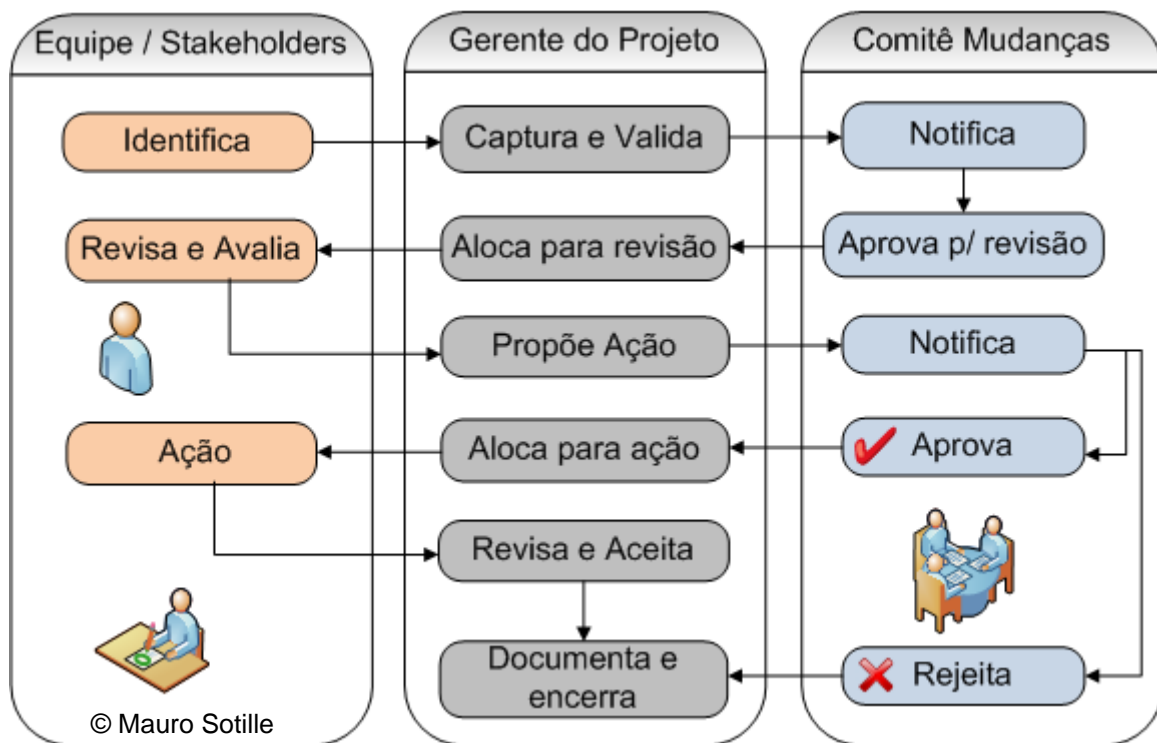 Equipe / Stakeholders
Gerente do Projeto
Comitê Mudanças
Identifica
Captura e Valida
Notifica
Revisa e Avalia
Aloca para revisão
Aprova p/ revisão
Propõe Ação
Notifica
Ação
Aloca para ação
Aprova
Revisa e Aceita
Documenta e
encerra
Rejeita
© Mauro Sotille